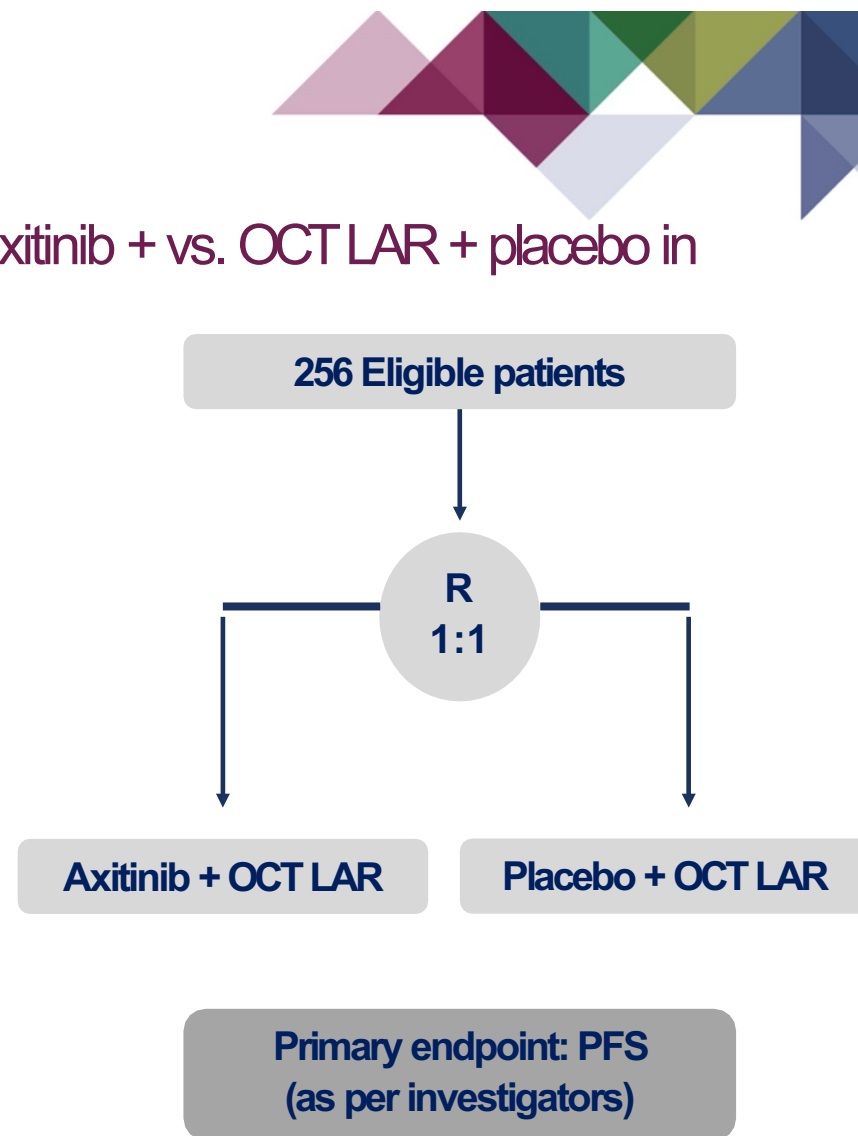 xitinib + vs. OCT LAR + placebo in
256 Eligible patients
R
1:1
Axitinib + OCT LAR
Placebo + OCT LAR
Primary endpoint: PFS
(as per investigators)